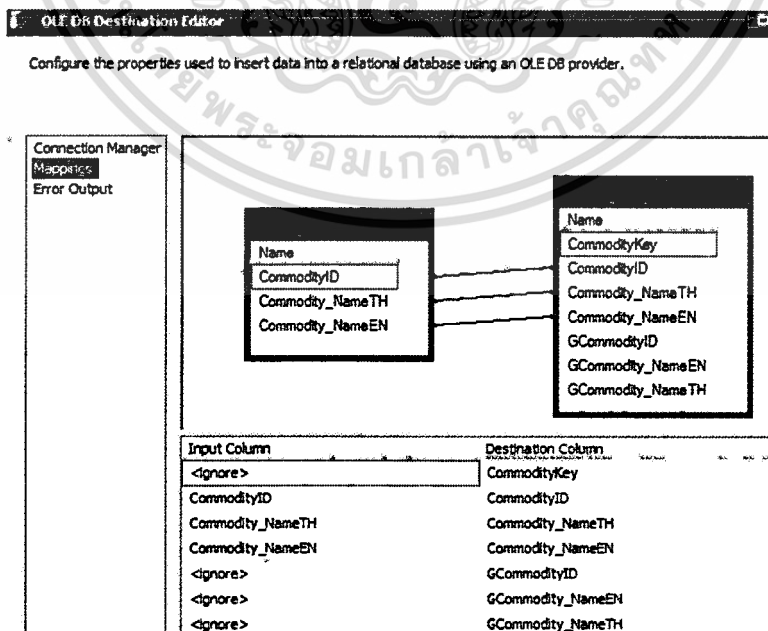 OLE DB Destination Editor
Configure the properties used to insert data into a relational database using an OLE DB provider.
Connection Manager
Mappings
Error Output
Name
CommodityID
Commodity_NameTH
Commodity_NameEN
Name
CommodityKey
CommodityID
Commodity_NameTH
Commodity_NameEN
GCommodityID
GCommodity_NameEN
GCommodity_NameTH
Input Column Destination Column
<ignore> CommodityKey
CommodityID CommodityID
Commodity_NameTH Commodity_NameTH
Commodity_NameEN Commodity_NameEN
<ignore> GCommodityID
<ignore> GCommodity_NameEN
<ignore> GCommodity_NameTH